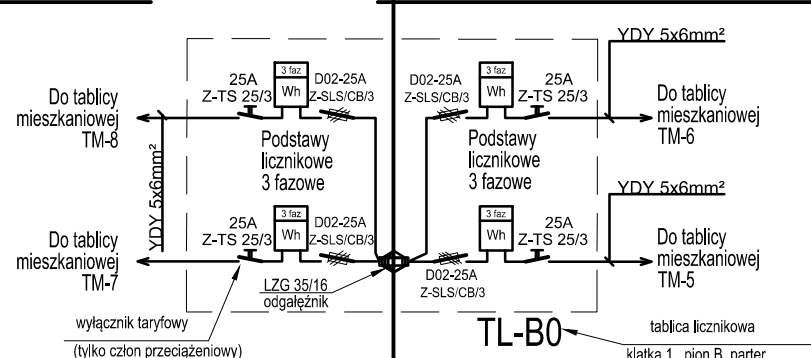 YDY 5x6mm²
Do tablicy
mieszkaniowej
TM-8
25A
Z-TS 25/3
3 faz
Wh
D02-25A
Z-SLS/CB/3
D02-25A
Z-SLS/CB/3
3 faz
Wh
25A
Z-TS 25/3
Do tablicy
mieszkaniowej
TM-6
YDY 5x6mm²
Podstawy
licznikowe
3 fazowe
Podstawy
licznikowe
3 fazowe
YDY 5x6mm²
Do tablicy
mieszkaniowej
TM-7
25A
Z-TS 25/3
3 faz
Wh
D02-25A
Z-SLS/CB/3
D02-25A
Z-SLS/CB/3
3 faz
Wh
25A
Z-TS 25/3
Do tablicy
mieszkaniowej
TM-5
LZG 35/16
odgałęźnik
wyłącznik taryfowy
(tylko człon przeciążeniowy)
TL-B0
tablica licznikowa
klatka 1, pion B, parter